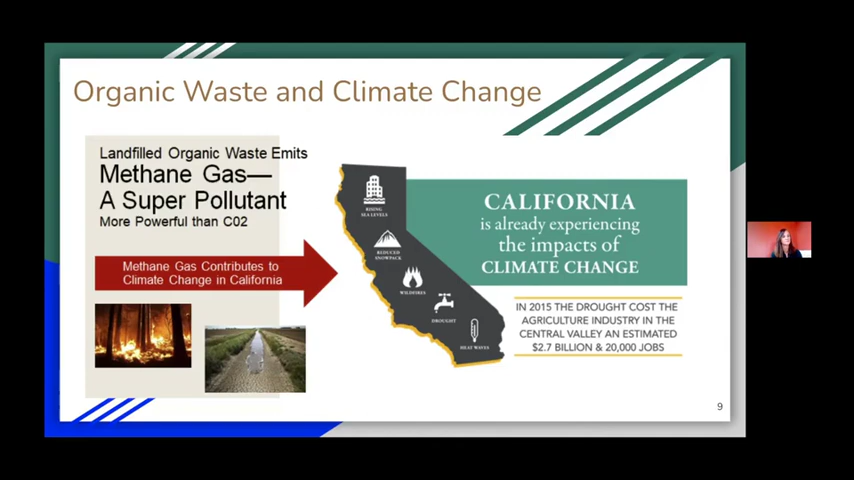 Organic Waste and Climate Change
Landfilled Organic Waste Emits
Methane Gas—
A Super Pollutant
More Powerful than C02
Methane Gas Contributes to
Climate Change in California
RISING
SEA LEVELS
REDUCED
SNOWPACK
WILDFIRES
DROUGHT
HEAT WAVES
CALIFORNIA
is already experiencing
the impacts of
CLIMATE CHANGE
IN 2015 THE DROUGHT COST THE
AGRICULTURE INDUSTRY IN THE
CENTRAL VALLEY AN ESTIMATED
$2.7 BILLION & 20,000 JOBS
9